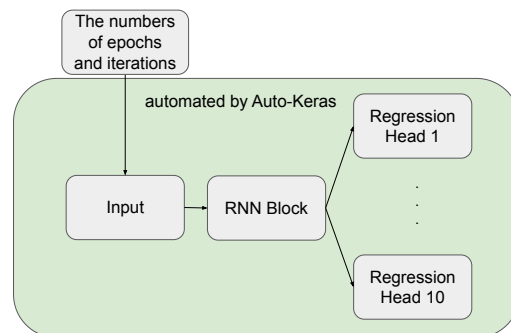 The numbers
of epochs
and iterations
automated by Auto-Keras
Regression
Head 1
Input
RNN Block
.
.
.
Regression
Head 10